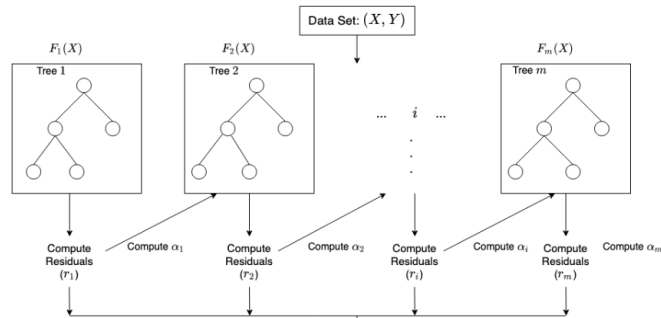 Data Set: (X, Y)
F₁(X)
F₂(X)
Fₘ(X)
Tree 1
Tree 2
Tree m
... i ...
.
.
.
Compute
Residuals
(r₁)
Compute α₁
Compute
Residuals
(r₂)
Compute α₂
Compute
Residuals
(rᵢ)
Compute αᵢ
Compute
Residuals
(rₘ)
Compute αₘ